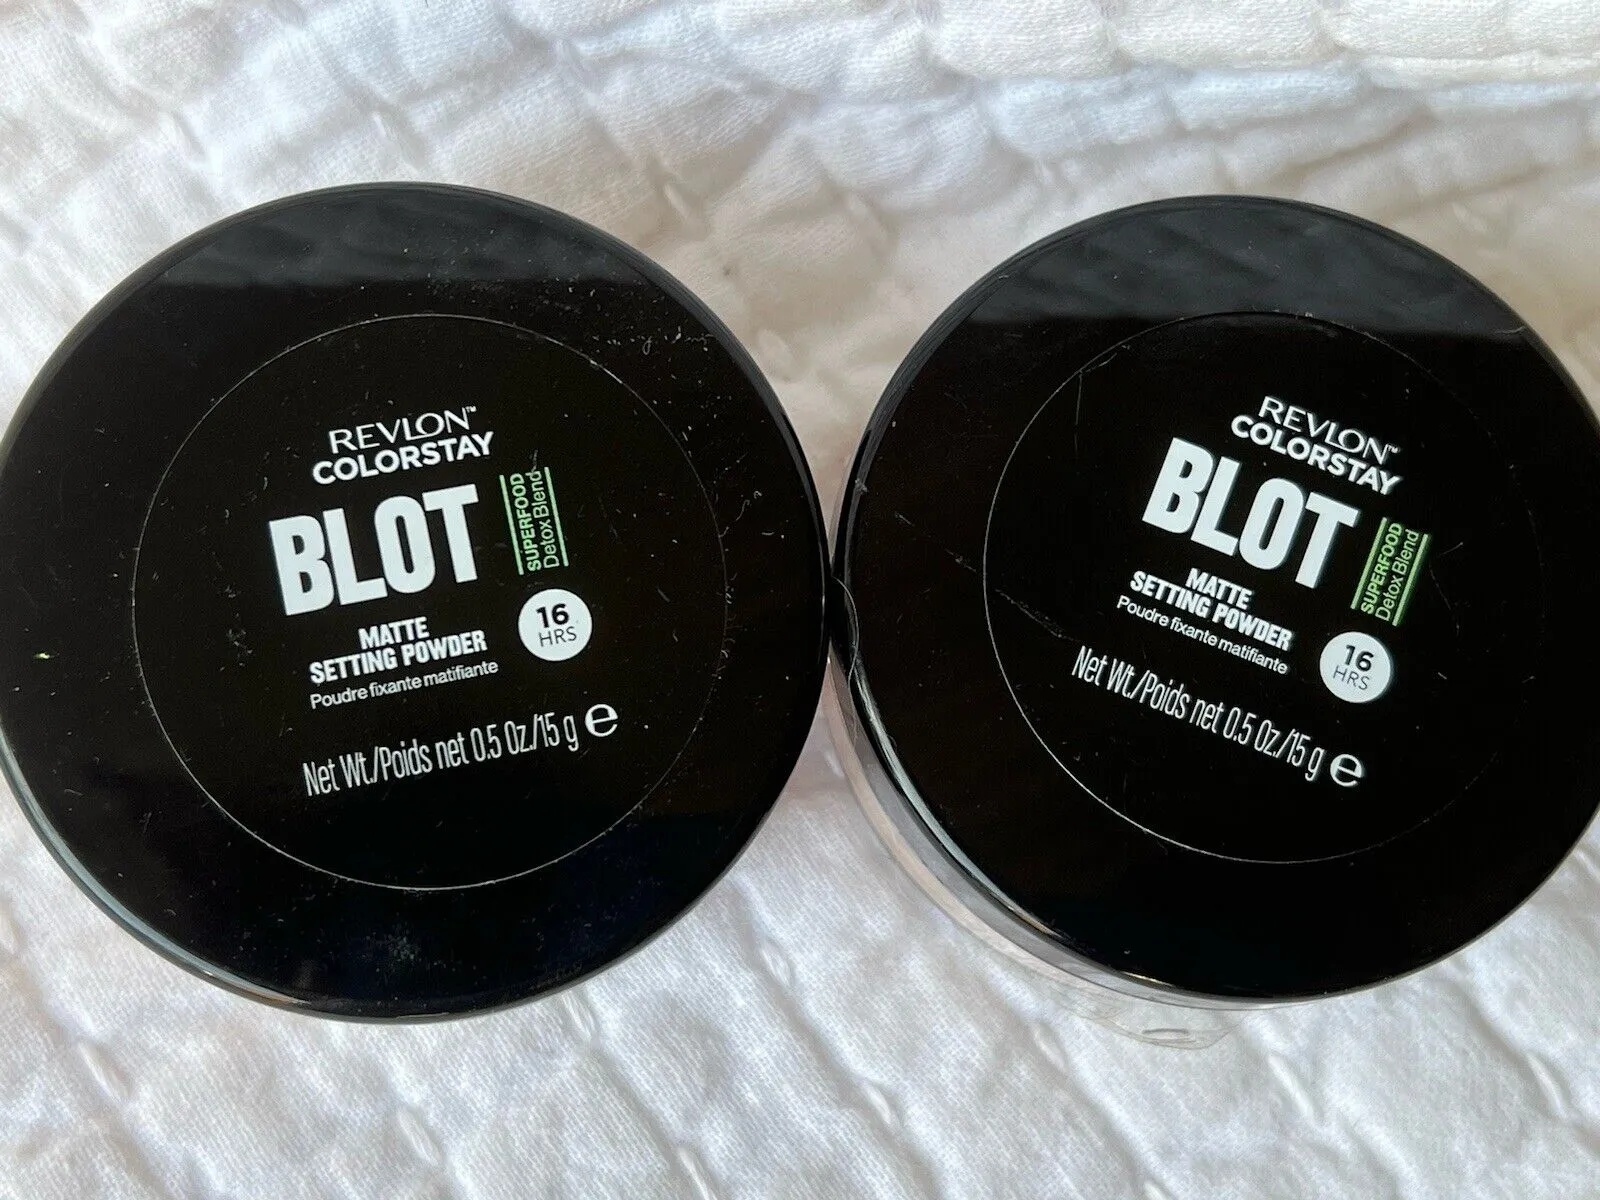 REVLON™
COLORSTAY
BLOT
SUPERFOOD
Detox Blend
MATTE
SETTING POWDER
Poudre fixante matifiante
16
HRS
Net Wt./Poids net 0.5 Oz./15 g e
REVLON™
COLORSTAY
BLOT
SUPERFOOD
Detox Blend
MATTE
SETTING POWDER
Poudre fixante matifiante
16
HRS
Net Wt./Poids net 0.5 Oz./15 g e